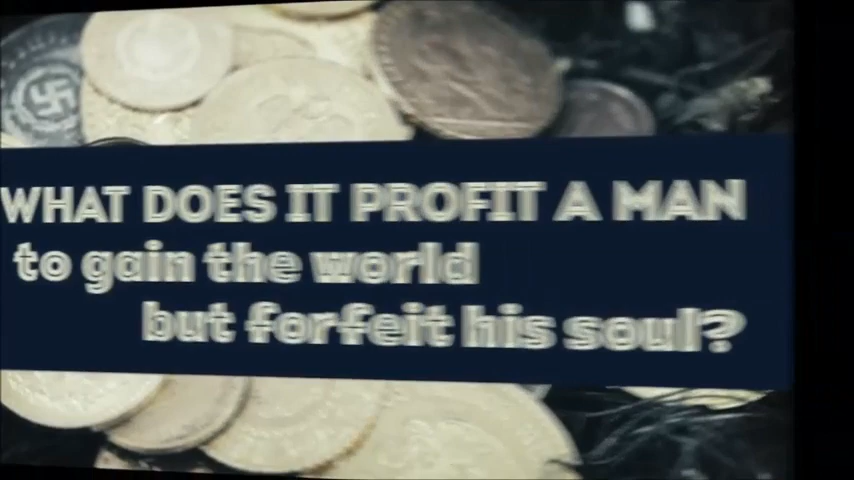 WHAT DOES IT PROFIT A MAN
to gain the world
but forfeit his soul?